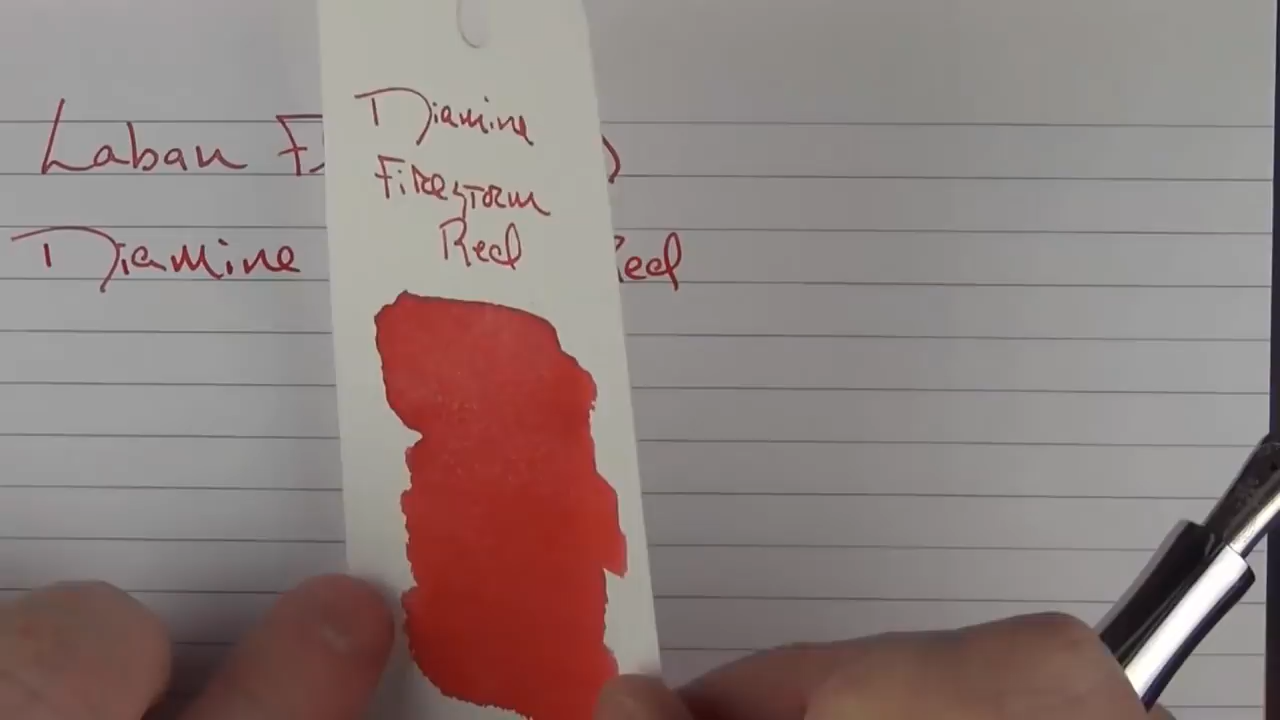 Laban
Diamine Red
Diamine
Firestorm
Red